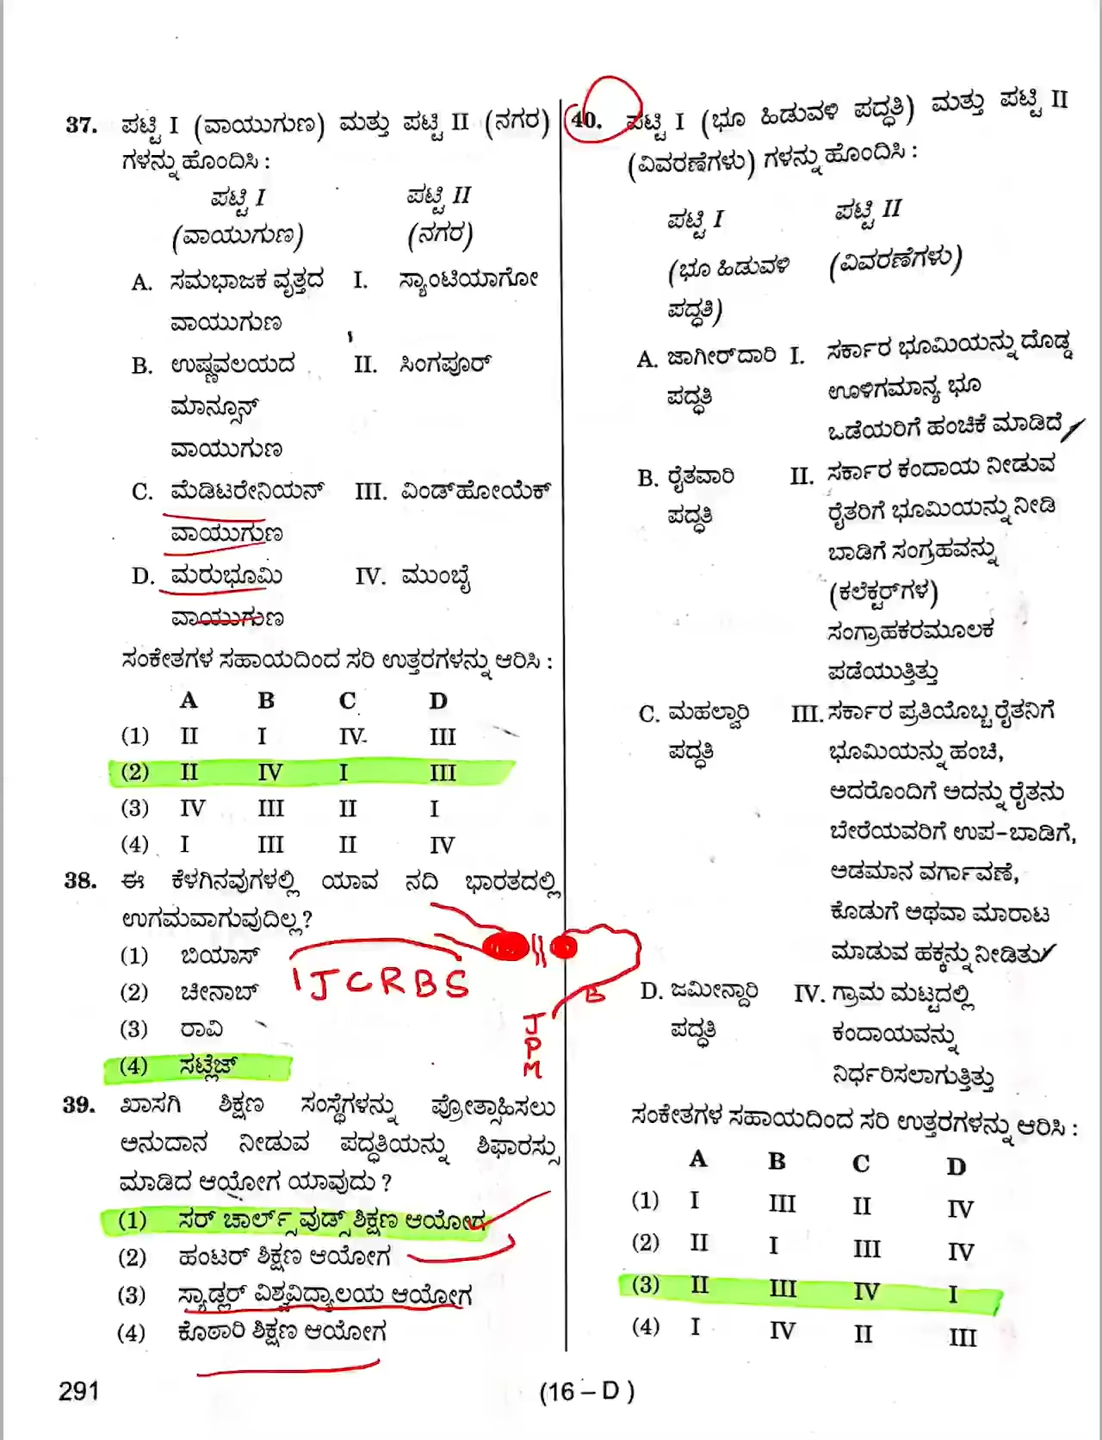 37. ಪಟ್ಟಿ I (ವಾಯುಗುಣ) ಮತ್ತು ಪಟ್ಟಿ II (ನಗರ)
ಗಳನ್ನು ಹೊಂದಿಸಿ :
ಪಟ್ಟಿ I ಪಟ್ಟಿ II
(ವಾಯುಗುಣ) (ನಗರ)
A. ಸಮಭಾಜಕ ವೃತ್ತದ I. ಸ್ಯಾಂಟಿಯಾಗೋ
ವಾಯುಗುಣ
B. ಉಷ್ಣವಲಯದ II. ಸಿಂಗಪೂರ್
ಮಾನ್ಸೂನ್
ವಾಯುಗುಣ
C. ಮೆಡಿಟರೇನಿಯನ್ III. ವಿಂಡ್‌ಹೋಯೆಕ್
ವಾಯುಗುಣ
D. ಮರುಭೂಮಿ IV. ಮುಂಬೈ
ವಾಯುಗುಣ
ಸಂಕೇತಗಳ ಸಹಾಯದಿಂದ ಸರಿ ಉತ್ತರಗಳನ್ನು ಆರಿಸಿ :
A B C D
(1) II I IV III
(2) II IV I III
(3) IV III II I
(4) I III II IV
38. ಈ ಕೆಳಗಿನವುಗಳಲ್ಲಿ ಯಾವ ನದಿ ಭಾರತದಲ್ಲಿ
ಉಗಮವಾಗುವುದಿಲ್ಲ?
(1) ಬಿಯಾಸ್
(2) ಚೀನಾಬ್
(3) ರಾವಿ
(4) ಸಟ್ಲೆಜ್
IJCRBS
B
J
P
M
39. ಖಾಸಗಿ ಶಿಕ್ಷಣ ಸಂಸ್ಥೆಗಳನ್ನು ಪ್ರೋತ್ಸಾಹಿಸಲು
ಅನುದಾನ ನೀಡುವ ಪದ್ಧತಿಯನ್ನು ಶಿಫಾರಸ್ಸು
ಮಾಡಿದ ಆಯೋಗ ಯಾವುದು ?
(1) ಸರ್ ಚಾರ್ಲ್ಸ್ ವುಡ್ಸ್ ಶಿಕ್ಷಣ ಆಯೋಗ
(2) ಹಂಟರ್ ಶಿಕ್ಷಣ ಆಯೋಗ
(3) ಸ್ಯಾಡ್ಲರ್ ವಿಶ್ವವಿದ್ಯಾಲಯ ಆಯೋಗ
(4) ಕೊಠಾರಿ ಶಿಕ್ಷಣ ಆಯೋಗ
40. ಪಟ್ಟಿ I (ಭೂ ಹಿಡುವಳಿ ಪದ್ಧತಿ) ಮತ್ತು ಪಟ್ಟಿ II
(ವಿವರಣೆಗಳು) ಗಳನ್ನು ಹೊಂದಿಸಿ :
ಪಟ್ಟಿ I ಪಟ್ಟಿ II
(ಭೂ ಹಿಡುವಳಿ (ವಿವರಣೆಗಳು)
ಪದ್ಧತಿ)
A. ಜಾಗೀರ್‌ದಾರಿ I. ಸರ್ಕಾರ ಭೂಮಿಯನ್ನು ದೊಡ್ಡ
ಪದ್ಧತಿ ಊಳಿಗಮಾನ್ಯ ಭೂ
ಒಡೆಯರಿಗೆ ಹಂಚಿಕೆ ಮಾಡಿದೆ
B. ರೈತವಾರಿ II. ಸರ್ಕಾರ ಕಂದಾಯ ನೀಡುವ
ಪದ್ಧತಿ ರೈತರಿಗೆ ಭೂಮಿಯನ್ನು ನೀಡಿ
ಬಾಡಿಗೆ ಸಂಗ್ರಹವನ್ನು
(ಕಲೆಕ್ಟರ್‌ಗಳ)
ಸಂಗ್ರಾಹಕರಮೂಲಕ
ಪಡೆಯುತ್ತಿತ್ತು
C. ಮಹಲ್ವಾರಿ III. ಸರ್ಕಾರ ಪ್ರತಿಯೊಬ್ಬ ರೈತನಿಗೆ
ಪದ್ಧತಿ ಭೂಮಿಯನ್ನು ಹಂಚಿ,
ಅದರೊಂದಿಗೆ ಅದನ್ನು ರೈತನು
ಬೇರೆಯವರಿಗೆ ಉಪ-ಬಾಡಿಗೆ,
ಅಡಮಾನ ವರ್ಗಾವಣೆ,
ಕೊಡುಗೆ ಅಥವಾ ಮಾರಾಟ
ಮಾಡುವ ಹಕ್ಕನ್ನು ನೀಡಿತು
D. ಜಮೀನ್ದಾರಿ IV. ಗ್ರಾಮ ಮಟ್ಟದಲ್ಲಿ
ಪದ್ಧತಿ ಕಂದಾಯವನ್ನು
ನಿರ್ಧರಿಸಲಾಗುತ್ತಿತ್ತು
ಸಂಕೇತಗಳ ಸಹಾಯದಿಂದ ಸರಿ ಉತ್ತರಗಳನ್ನು ಆರಿಸಿ :
A B C D
(1) I III II IV
(2) II I III IV
(3) II III IV I
(4) I IV II III
291
(16 – D )